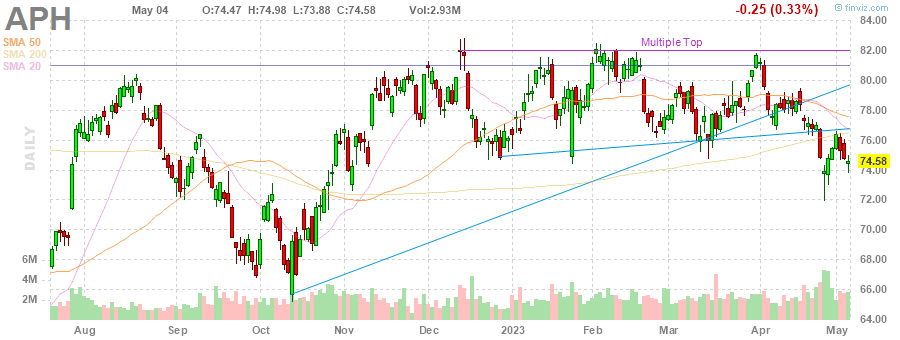 APH
May 04
O:74.47 H:74.98 L:73.88 C:74.58 Vol:2.93M
-0.25 (0.33%)
© finviz.com
SMA 50
SMA 200
SMA 20
Multiple Top
DAILY
84.00
82.00
80.00
78.00
76.00
74.58
74.00
72.00
70.00
68.00
66.00
64.00
6M
4M
2M
Aug Sep Oct Nov Dec 2023 Feb Mar Apr May